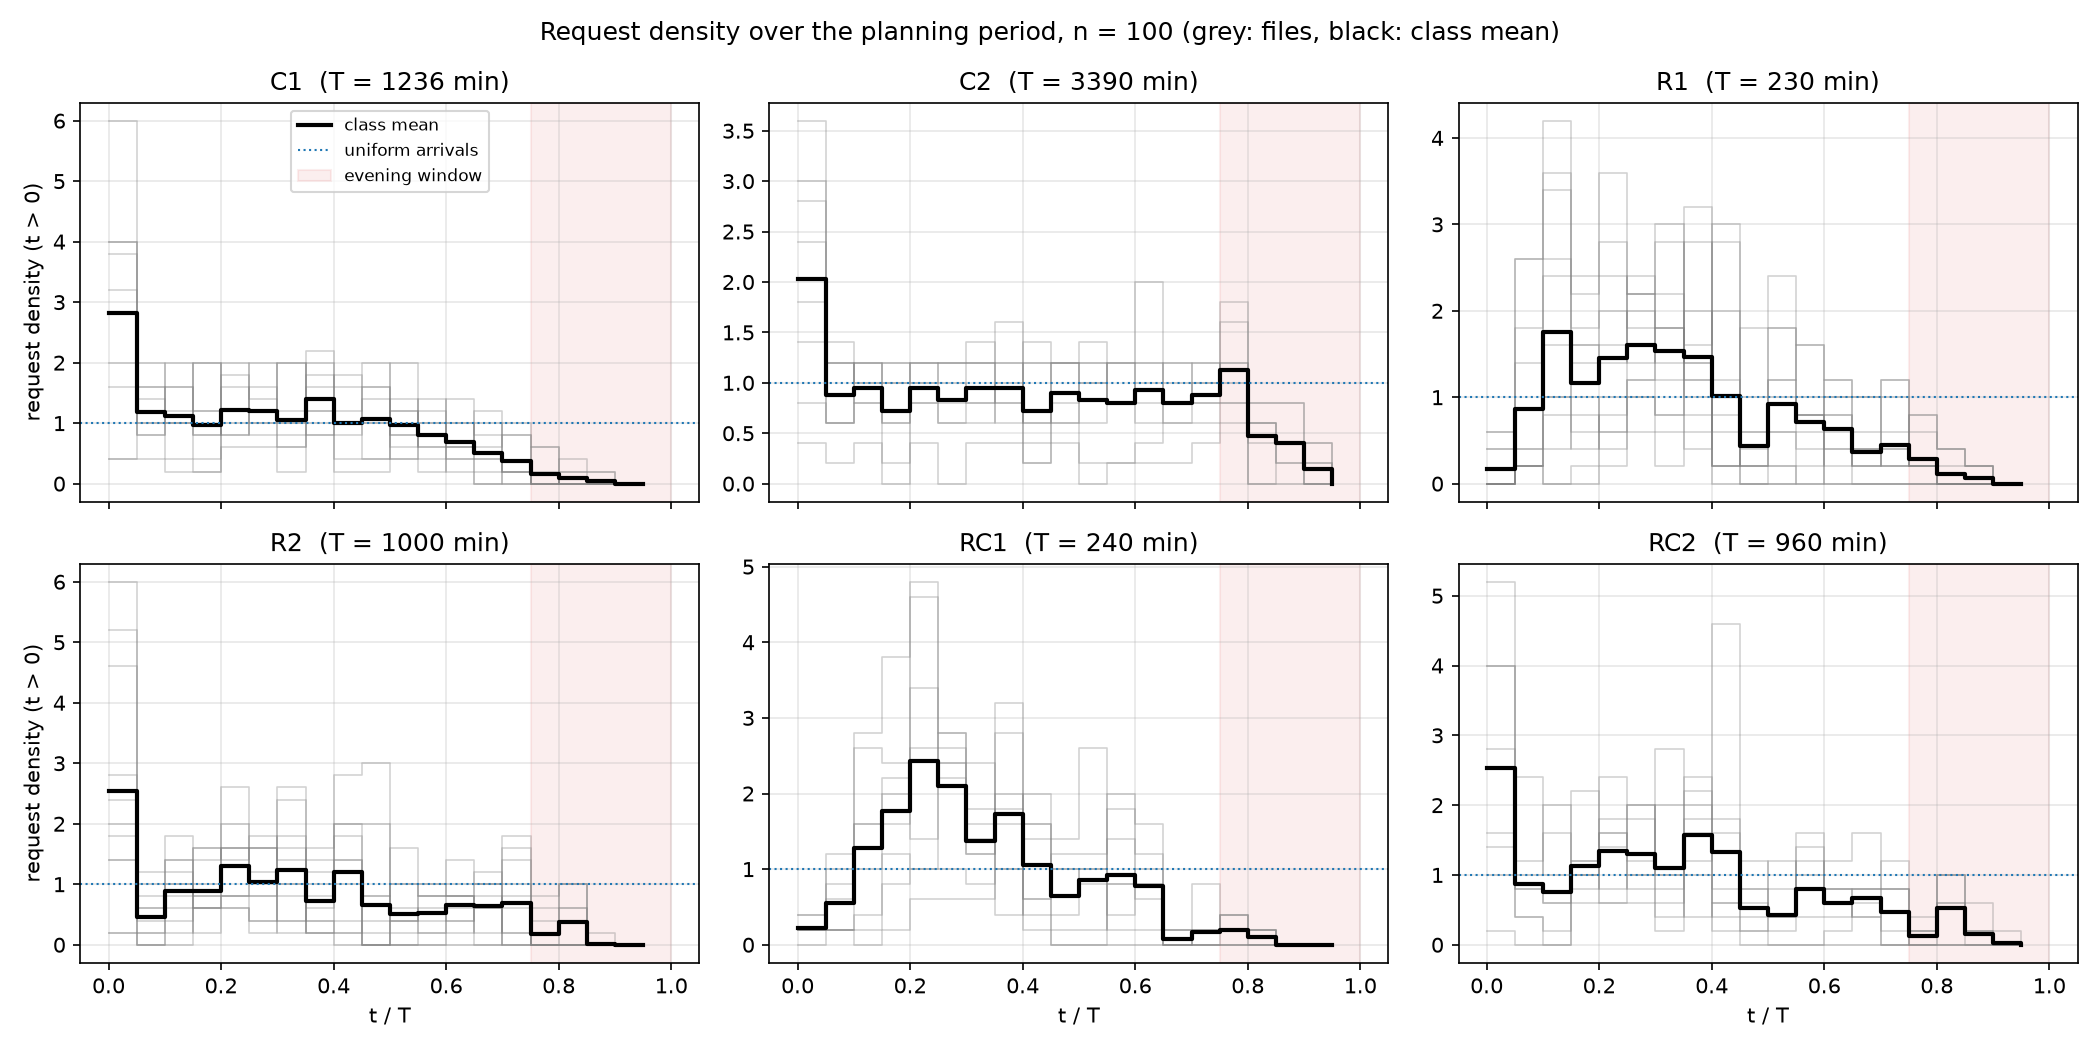 Request density over the planning period, n = 100 (grey: files, black: class mean)
C1 (T = 1236 min)
C2 (T = 3390 min)
R1 (T = 230 min)
request density (t > 0)
6
5
4
3
2
1
0
class mean
uniform arrivals
evening window
3.5
3.0
2.5
2.0
1.5
1.0
0.5
0.0
4
3
2
1
0
R2 (T = 1000 min)
RC1 (T = 240 min)
RC2 (T = 960 min)
request density (t > 0)
6
5
4
3
2
1
0
0.0 0.2 0.4 0.6 0.8 1.0
t / T
5
4
3
2
1
0
0.0 0.2 0.4 0.6 0.8 1.0
t / T
5
4
3
2
1
0
0.0 0.2 0.4 0.6 0.8 1.0
t / T